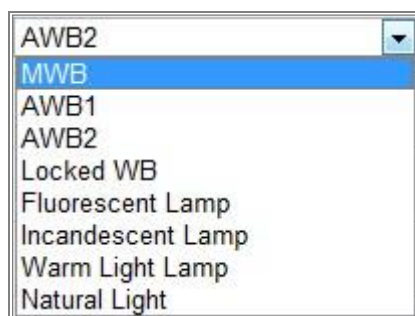 AWB2
MWB
AWB1
AWB2
Locked WB
Fluorescent Lamp
Incandescent Lamp
Warm Light Lamp
Natural Light